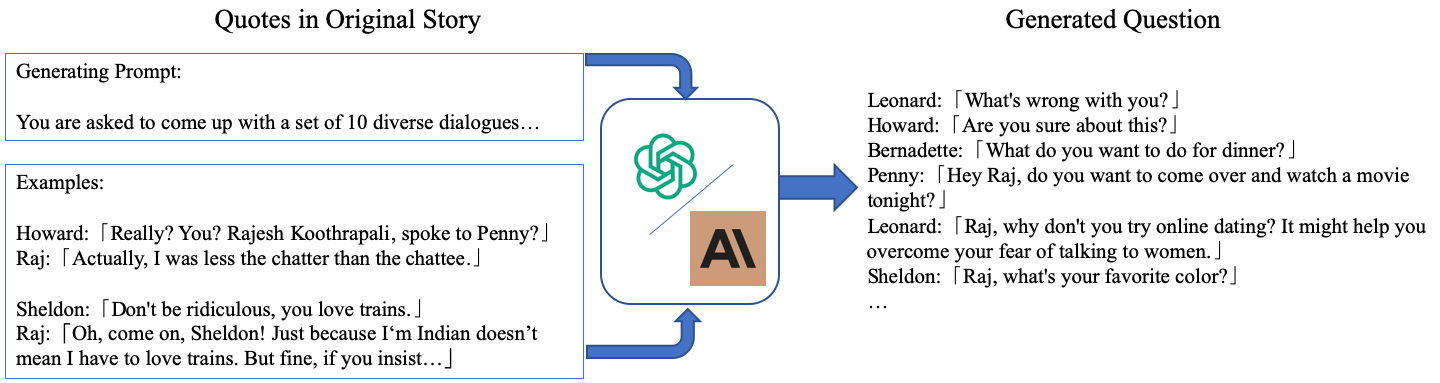 Quotes in Original Story
Generating Prompt:
You are asked to come up with a set of 10 diverse dialogues…
Examples:
Howard:「Really? You? Rajesh Koothrapali, spoke to Penny?」
Raj:「Actually, I was less the chatter than the chattee.」
Sheldon:「Don't be ridiculous, you love trains.」
Raj:「Oh, come on, Sheldon! Just because I‘m Indian doesn’t
mean I have to love trains. But fine, if you insist…」
AI
Generated Question
Leonard:「What's wrong with you?」
Howard:「Are you sure about this?」
Bernadette:「What do you want to do for dinner?」
Penny:「Hey Raj, do you want to come over and watch a movie
tonight?」
Leonard:「Raj, why don't you try online dating? It might help you
overcome your fear of talking to women.」
Sheldon:「Raj, what's your favorite color?」
…